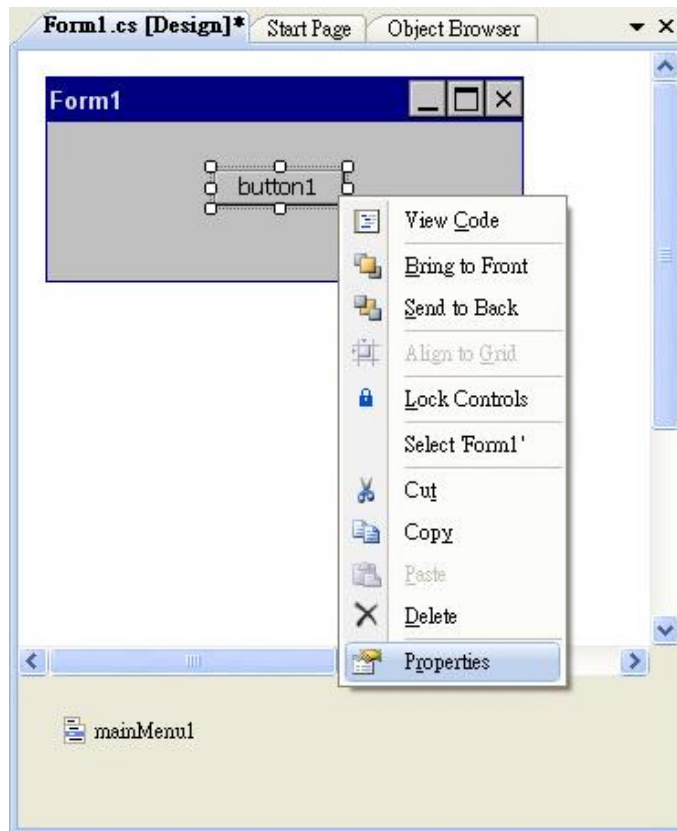 Form1.cs [Design]* Start Page Object Browser
Form1
button1
View Code
Bring to Front
Send to Back
Align to Grid
Lock Controls
Select 'Form1'
Cut
Copy
Paste
Delete
Properties
mainMenu1